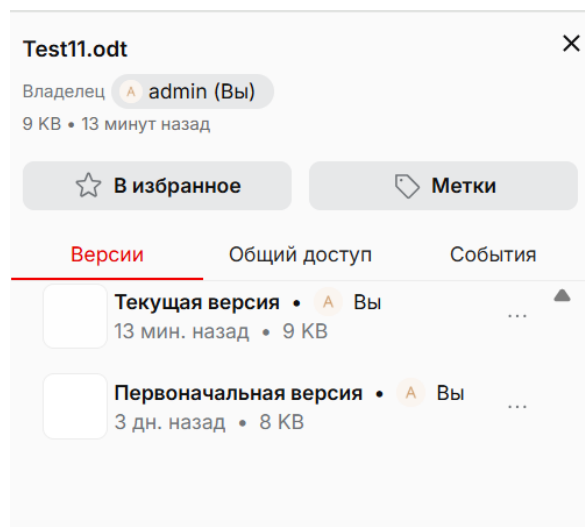 Test11.odt
Владелец A admin (Вы)
9 KB • 13 минут назад
В избранное Метки
Версии Общий доступ События
Текущая версия • A Вы
13 мин. назад • 9 KB
...
Первоначальная версия • A Вы
3 дн. назад • 8 KB
...